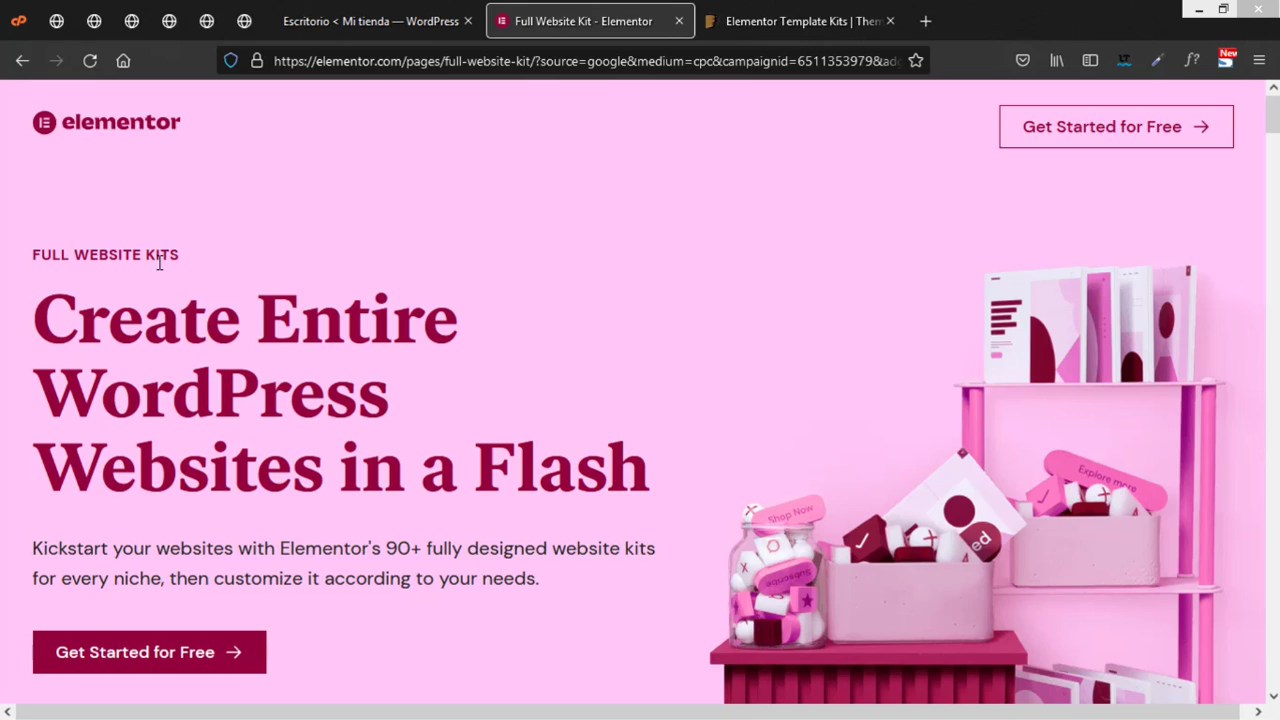 Escritorio < Mi tienda — WordPress
Full Website Kit - Elementor
Elementor Template Kits | Them
https://elementor.com/pages/full-website-kit/?source=google&medium=cpc&campaignid=6511353979&ad
New
elementor
Get Started for Free
FULL WEBSITE KITS
Create Entire
WordPress
Websites in a Flash
Kickstart your websites with Elementor's 90+ fully designed website kits
for every niche, then customize it according to your needs.
Get Started for Free
Explore more
Shop Now
Subscribe
ed